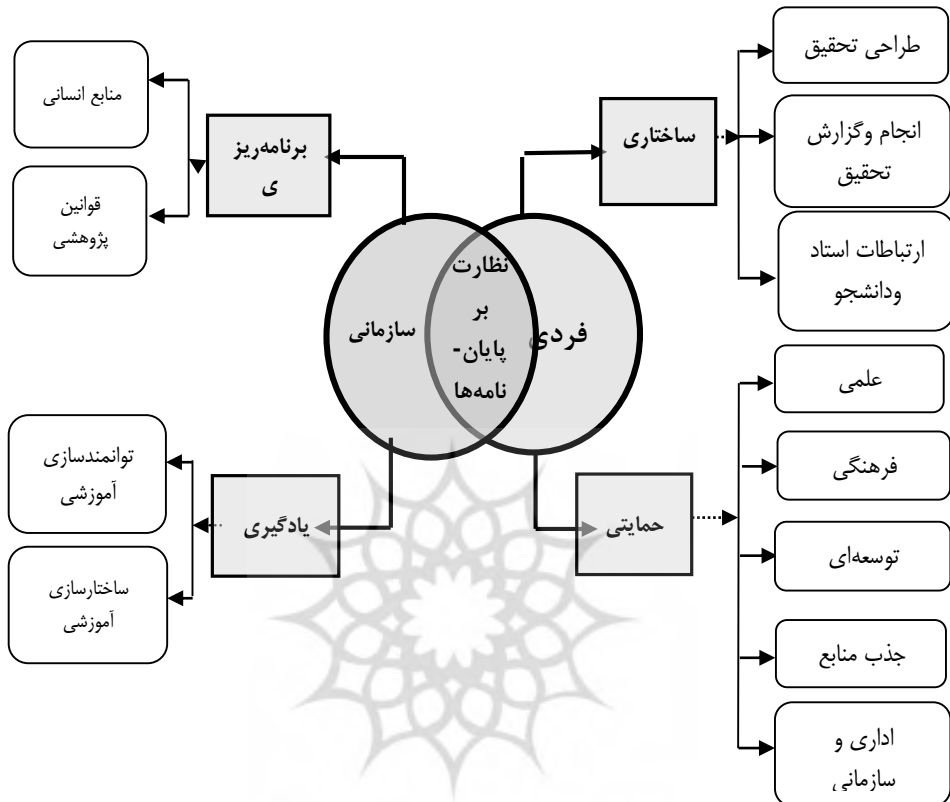 طراحی تحقیق
انجام وگزارش
تحقیق
ارتباطات استاد
ودانشجو
ساختاری
برنامه‌ریز
ی
منابع انسانی
قوانین
پژوهشی
نظارت
بر
پایان-
نامه‌ها
فردی
سازمانی
علمی
فرهنگی
توسعه‌ای
جذب منابع
اداری و
سازمانی
حمایتی
یادگیری
توانمندسازی
آموزشی
ساختارسازی
آموزشی